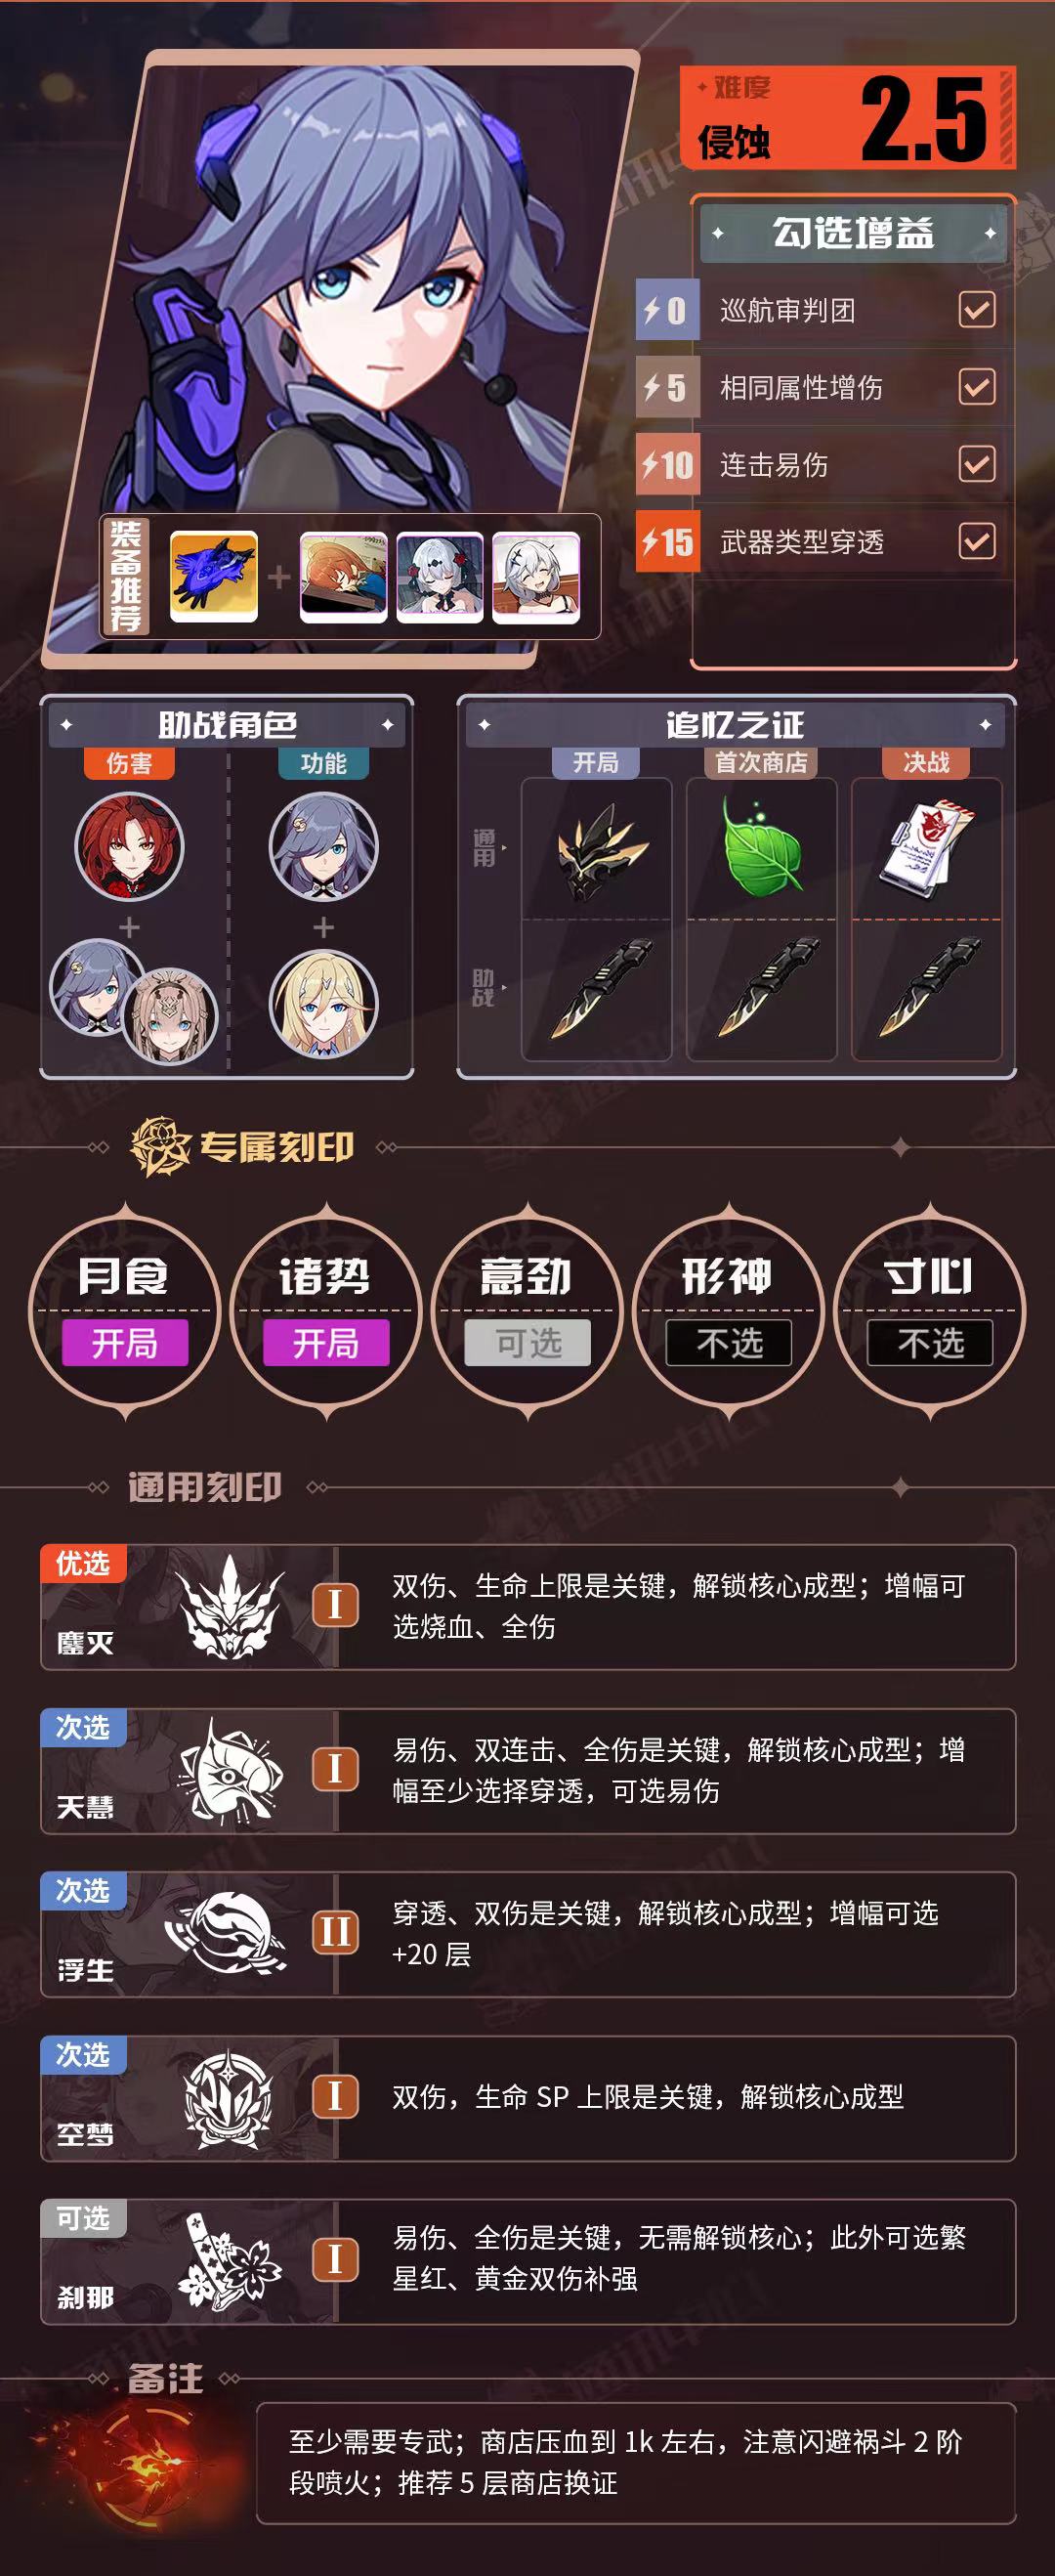 难度
侵蚀
2.5
勾选增益
0 巡航审判团
5 相同属性增伤
10 连击易伤
15 武器类型穿透
装备推荐
助战角色
伤害 功能
追忆之证
开局 首次商店 决战
通用
助战
专属刻印
月食 诸势 意劲 形神 寸心
开局 开局 可选 不选 不选
通用刻印
优选
鏖灭
I
双伤、生命上限是关键，解锁核心成型；增幅可
选烧血、全伤
次选
天慧
I
易伤、双连击、全伤是关键，解锁核心成型；增
幅至少选择穿透，可选易伤
次选
浮生
II
穿透、双伤是关键，解锁核心成型；增幅可选
+20 层
次选
空梦
I
双伤，生命 SP 上限是关键，解锁核心成型
可选
刹那
I
易伤、全伤是关键，无需解锁核心；此外可选繁
星红、黄金双伤补强
备注
至少需要专武；商店压血到 1k 左右，注意闪避祸斗 2 阶
段喷火；推荐 5 层商店换证